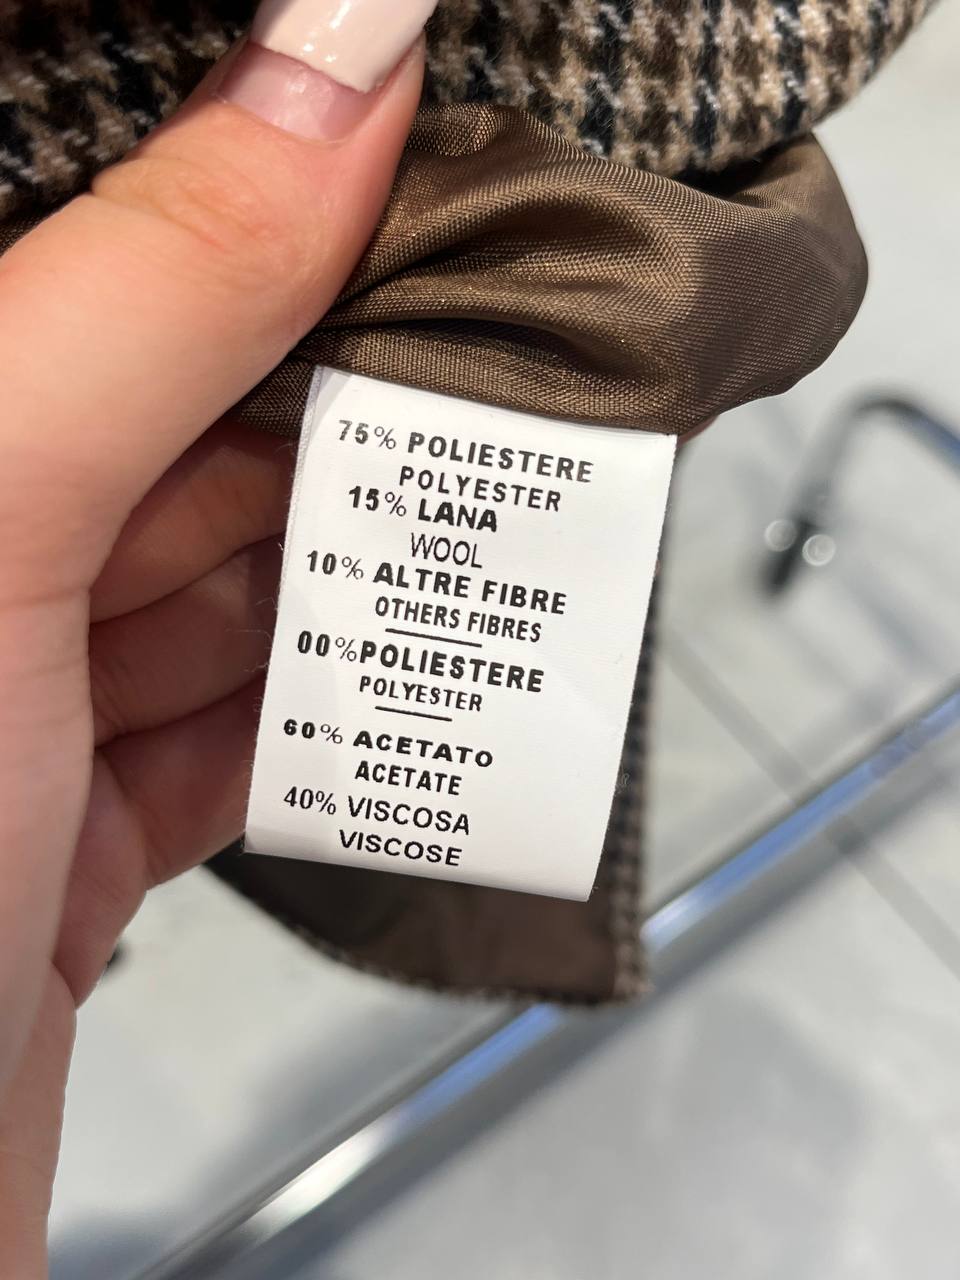 75% POLIESTERE
POLYESTER
15% LANA
WOOL
10% ALTRE FIBRE
OTHERS FIBRES
00%POLIESTERE
POLYESTER
60% ACETATO
ACETATE
40% VISCOSA
VISCOSE